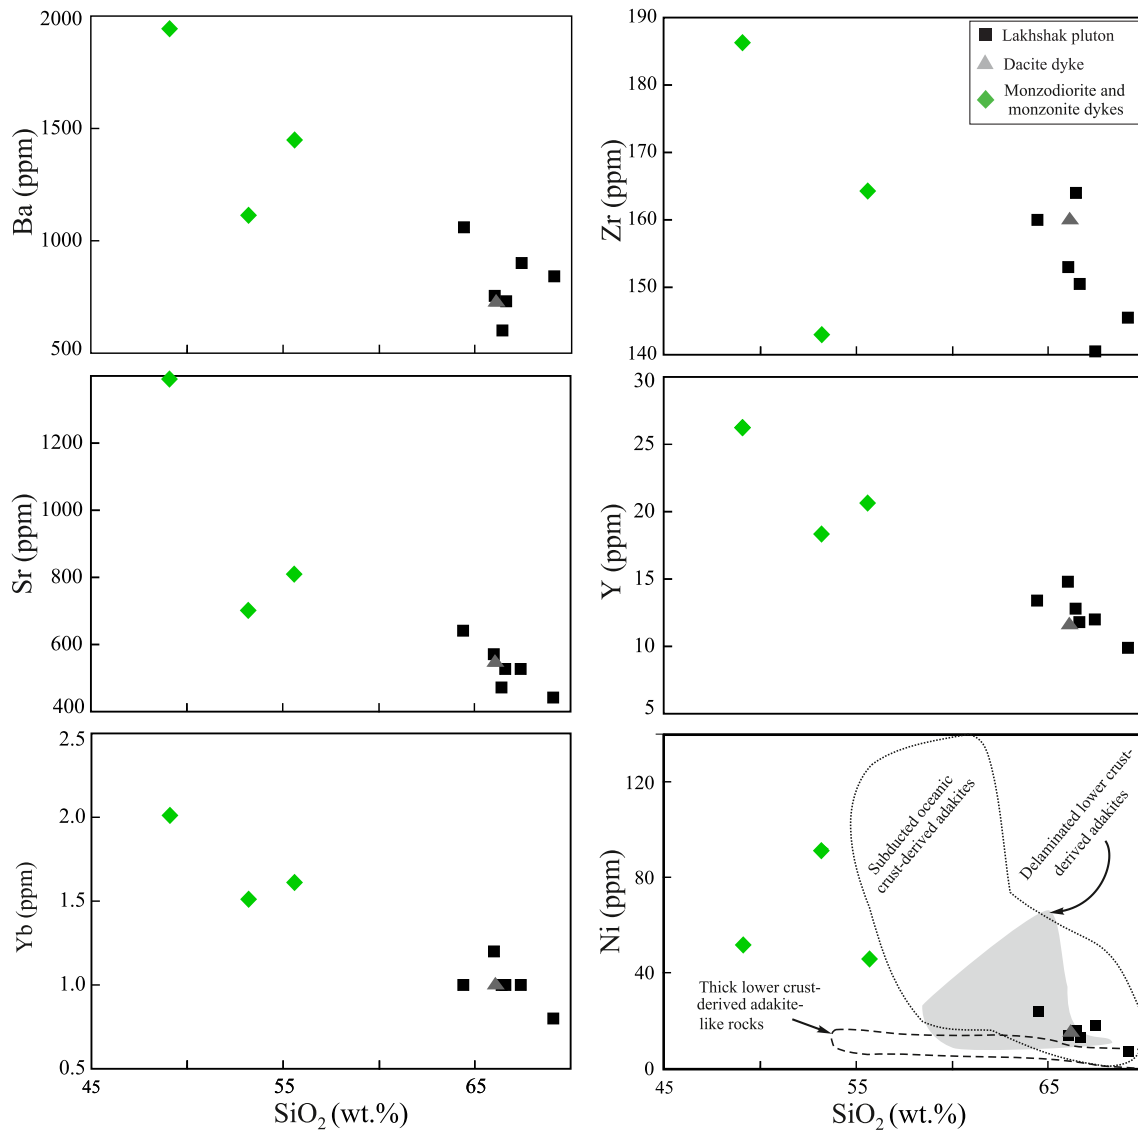 2000
1500
1000
500
Ba (ppm)
190
180
170
160
150
140
Zr (ppm)
Lakhshak pluton
Dacite dyke
Monzodiorite and
monzonite dykes
1200
1000
800
600
400
Sr (ppm)
30
25
20
15
10
5
Y (ppm)
2.5
2.0
1.5
1.0
0.5
Yb (ppm)
45
55
65
SiO2 (wt.%)
120
80
40
0
Ni (ppm)
Subducted oceanic
crust-derived adakites
Delaminated lower crust-
derived adakites
Thick lower crust-
derived adakite-
like rocks
45
55
65
SiO2 (wt.%)